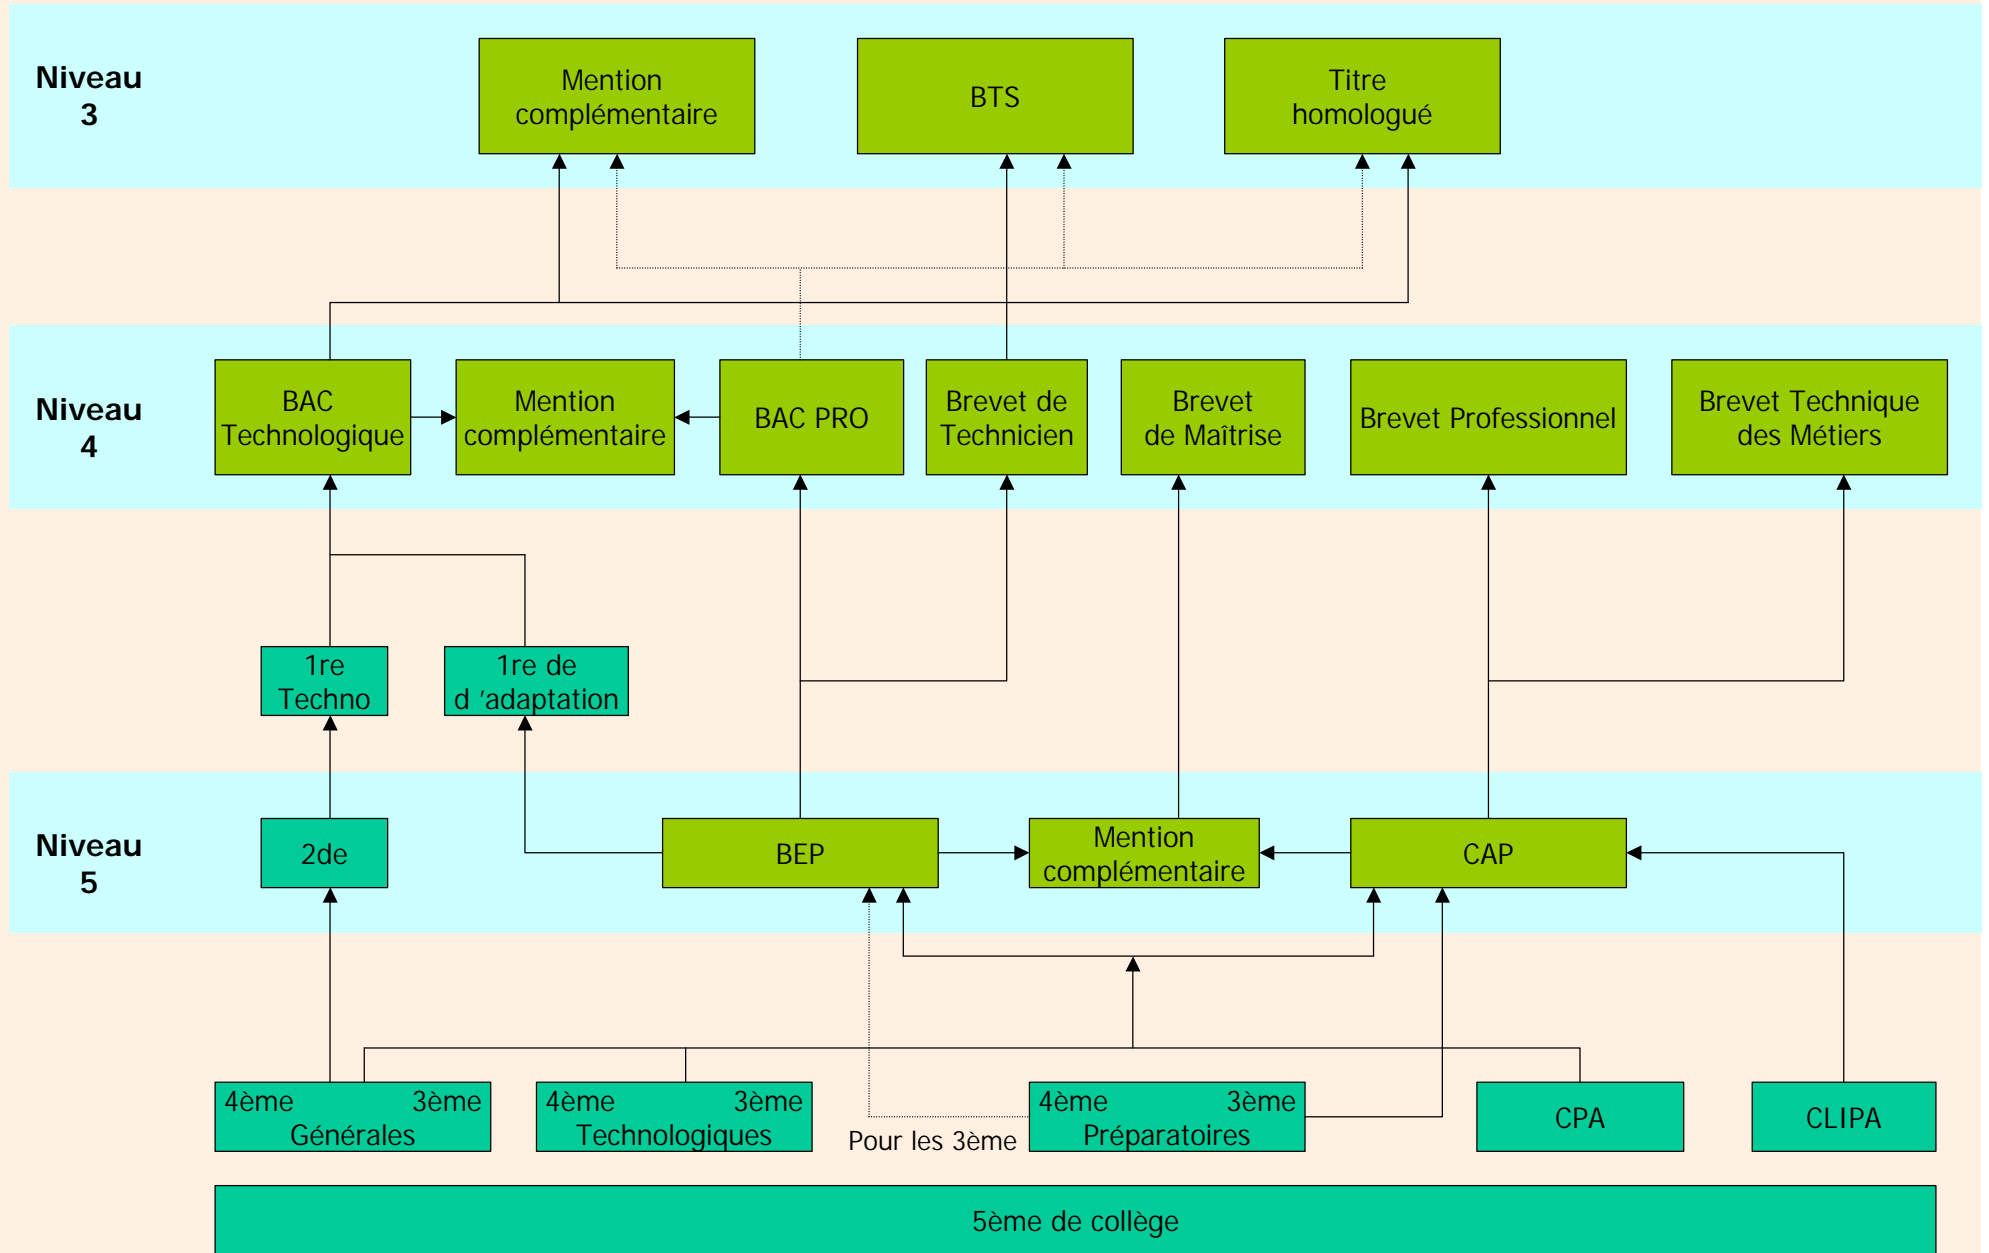 Niveau
3
Mention
complémentaire
BTS
Titre
homologué
Niveau
4
BAC
Technologique
Mention
complémentaire
BAC PRO
Brevet de
Technicien
Brevet
de Maîtrise
Brevet Professionnel
Brevet Technique
des Métiers
1re
Techno
1re de
d ’adaptation
Niveau
5
2de
BEP
Mention
complémentaire
CAP
4ème 3ème
Générales
4ème 3ème
Technologiques
Pour les 3ème
4ème 3ème
Préparatoires
CPA
CLIPA
5ème de collège